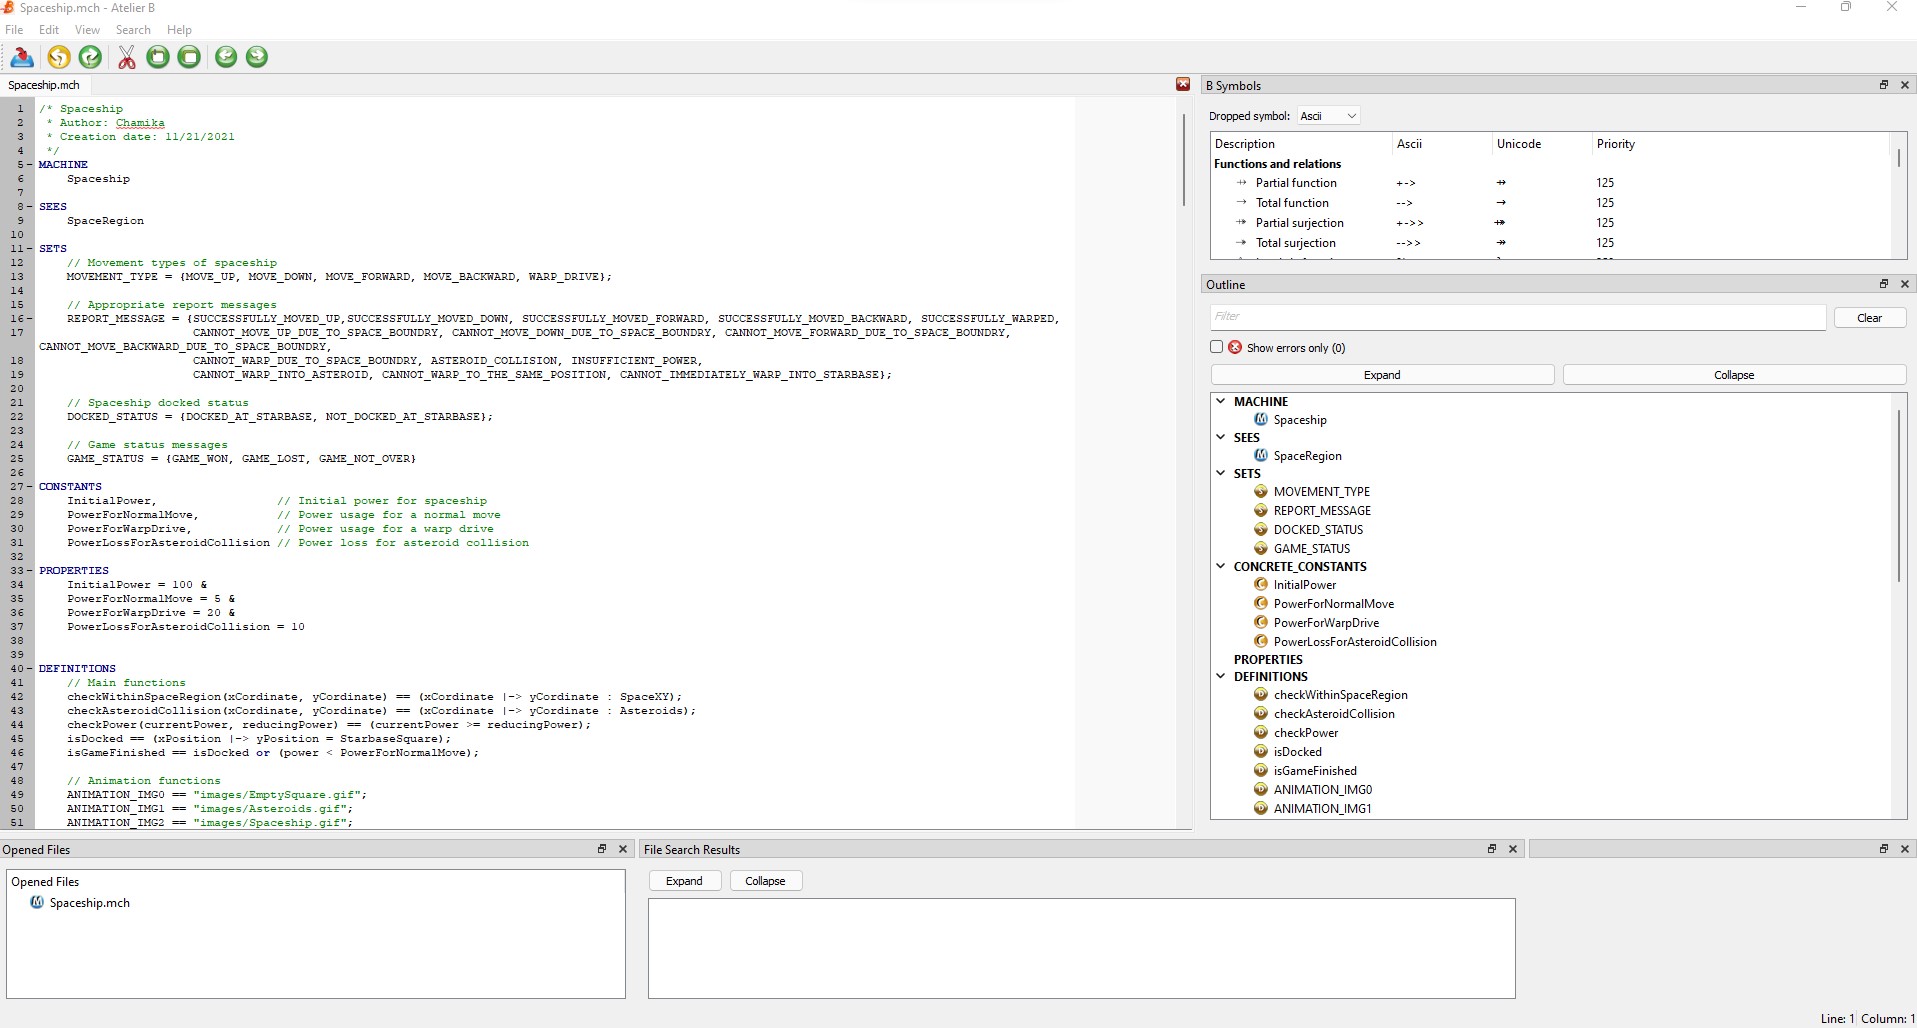 Spaceship.mch - Atelier B
File Edit View Search Help
Spaceship.mch
1 /* Spaceship
2 * Author: Chamika
3 * Creation date: 11/21/2021
4 */
5 MACHINE
6 Spaceship
7
8 SEES
9 SpaceRegion
10
11 SETS
12 // Movement types of spaceship
13 MOVEMENT_TYPE = {MOVE_UP, MOVE_DOWN, MOVE_FORWARD, MOVE_BACKWARD, WARP_DRIVE};
14
15 // Appropriate report messages
16 REPORT_MESSAGE = {SUCCESSFULLY_MOVED_UP,SUCCESSFULLY_MOVED_DOWN, SUCCESSFULLY_MOVED_FORWARD, SUCCESSFULLY_MOVED_BACKWARD, SUCCESSFULLY_WARPED,
17 CANNOT_MOVE_UP_DUE_TO_SPACE_BOUNDRY, CANNOT_MOVE_DOWN_DUE_TO_SPACE_BOUNDRY, CANNOT_MOVE_FORWARD_DUE_TO_SPACE_BOUNDRY,
CANNOT_MOVE_BACKWARD_DUE_TO_SPACE_BOUNDRY,
18 CANNOT_WARP_DUE_TO_SPACE_BOUNDRY, ASTEROID_COLLISION, INSUFFICIENT_POWER,
19 CANNOT_WARP_INTO_ASTEROID, CANNOT_WARP_TO_THE_SAME_POSITION, CANNOT_IMMEDIATELY_WARP_INTO_STARBASE};
20
21 // Spaceship docked status
22 DOCKED_STATUS = {DOCKED_AT_STARBASE, NOT_DOCKED_AT_STARBASE};
23
24 // Game status messages
25 GAME_STATUS = {GAME_WON, GAME_LOST, GAME_NOT_OVER}
26
27 CONSTANTS
28 InitialPower, // Initial power for spaceship
29 PowerForNormalMove, // Power usage for a normal move
30 PowerForWarpDrive, // Power usage for a warp drive
31 PowerLossForAsteroidCollision // Power loss for asteroid collision
32
33 PROPERTIES
34 InitialPower = 100 &
35 PowerForNormalMove = 5 &
36 PowerForWarpDrive = 20 &
37 PowerLossForAsteroidCollision = 10
38
39
40 DEFINITIONS
41 // Main functions
42 checkWithinSpaceRegion(xCordinate, yCordinate) == (xCordinate |-> yCordinate : SpaceXY);
43 checkAsteroidCollision(xCordinate, yCordinate) == (xCordinate |-> yCordinate : Asteroids);
44 checkPower(currentPower, reducingPower) == (currentPower >= reducingPower);
45 isDocked == (xPosition |-> yPosition = StarbaseSquare);
46 isGameFinished == isDocked or (power < PowerForNormalMove);
47
48 // Animation functions
49 ANIMATION_IMG0 == "images/EmptySquare.gif";
50 ANIMATION_IMG1 == "images/Asteroids.gif";
51 ANIMATION_IMG2 == "images/Spaceship.gif";
B Symbols
Dropped symbol: Ascii
Description Ascii Unicode Priority
Functions and relations
⇸ Partial function +-> ⇸ 125
→ Total function --> → 125
⤀ Partial surjection +->> ⤀ 125
↠ Total surjection -->> ↠ 125
Outline
Filter
Clear
Show errors only (0)
Expand Collapse
MACHINE
Spaceship
SEES
SpaceRegion
SETS
MOVEMENT_TYPE
REPORT_MESSAGE
DOCKED_STATUS
GAME_STATUS
CONCRETE_CONSTANTS
InitialPower
PowerForNormalMove
PowerForWarpDrive
PowerLossForAsteroidCollision
PROPERTIES
DEFINITIONS
checkWithinSpaceRegion
checkAsteroidCollision
checkPower
isDocked
isGameFinished
ANIMATION_IMG0
ANIMATION_IMG1
Opened Files
Opened Files
Spaceship.mch
File Search Results
Expand Collapse
Line: 1 Column: 1